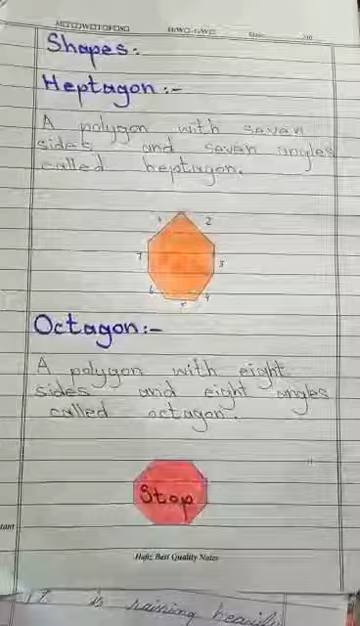 Shapes:-
Heptagon:-
A polygon with seven
sides and seven angles
called heptagon.
1 2
7 3
6 4
5
Octagon:-
A polygon with eight
sides and eight angles
called octagon.
Stop
Hafiz Best Quality Notes
It is raining heavily